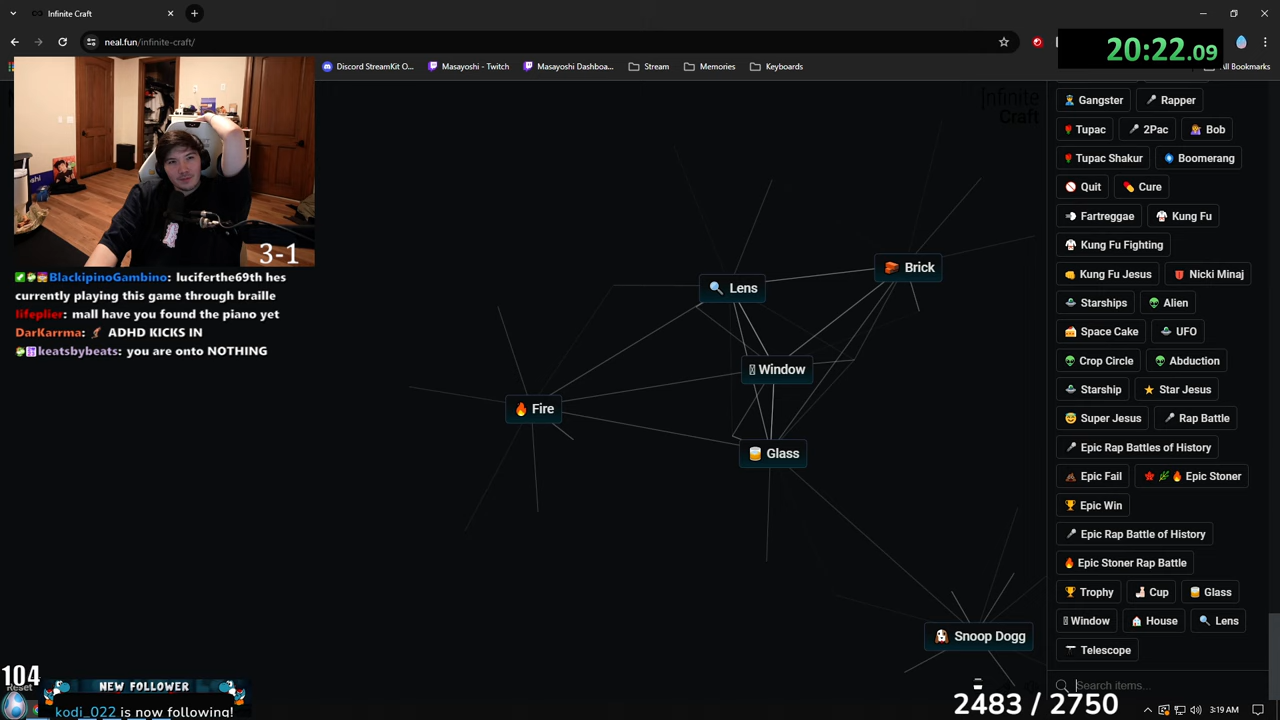 Infinite Craft
neal.fun/infinite-craft/
20:22.09
Discord StreamKit O...
Masayoshi - Twitch
Masayoshi Dashboa...
Stream
Memories
Keyboards
All Bookmarks
Infinite
Craft
3-1
BlackipinoGambino: luciferthe69th hes
currently playing this game through braille
lifeplier: mall have you found the piano yet
DarKarrma: ADHD KICKS IN
keatsbybeats: you are onto NOTHING
Lens
Brick
Window
Fire
Glass
Snoop Dogg
Gangster
Rapper
Tupac
2Pac
Bob
Tupac Shakur
Boomerang
Quit
Cure
Fartreggae
Kung Fu
Kung Fu Fighting
Kung Fu Jesus
Nicki Minaj
Starships
Alien
Space Cake
UFO
Crop Circle
Abduction
Starship
Star Jesus
Super Jesus
Rap Battle
Epic Rap Battles of History
Epic Fail
Epic Stoner
Epic Win
Epic Rap Battle of History
Epic Stoner Rap Battle
Trophy
Cup
Glass
Window
House
Lens
Telescope
Search items...
104
Reset
NEW FOLLOWER
kodi_022 is now following!
2483 / 2750
3:19 AM